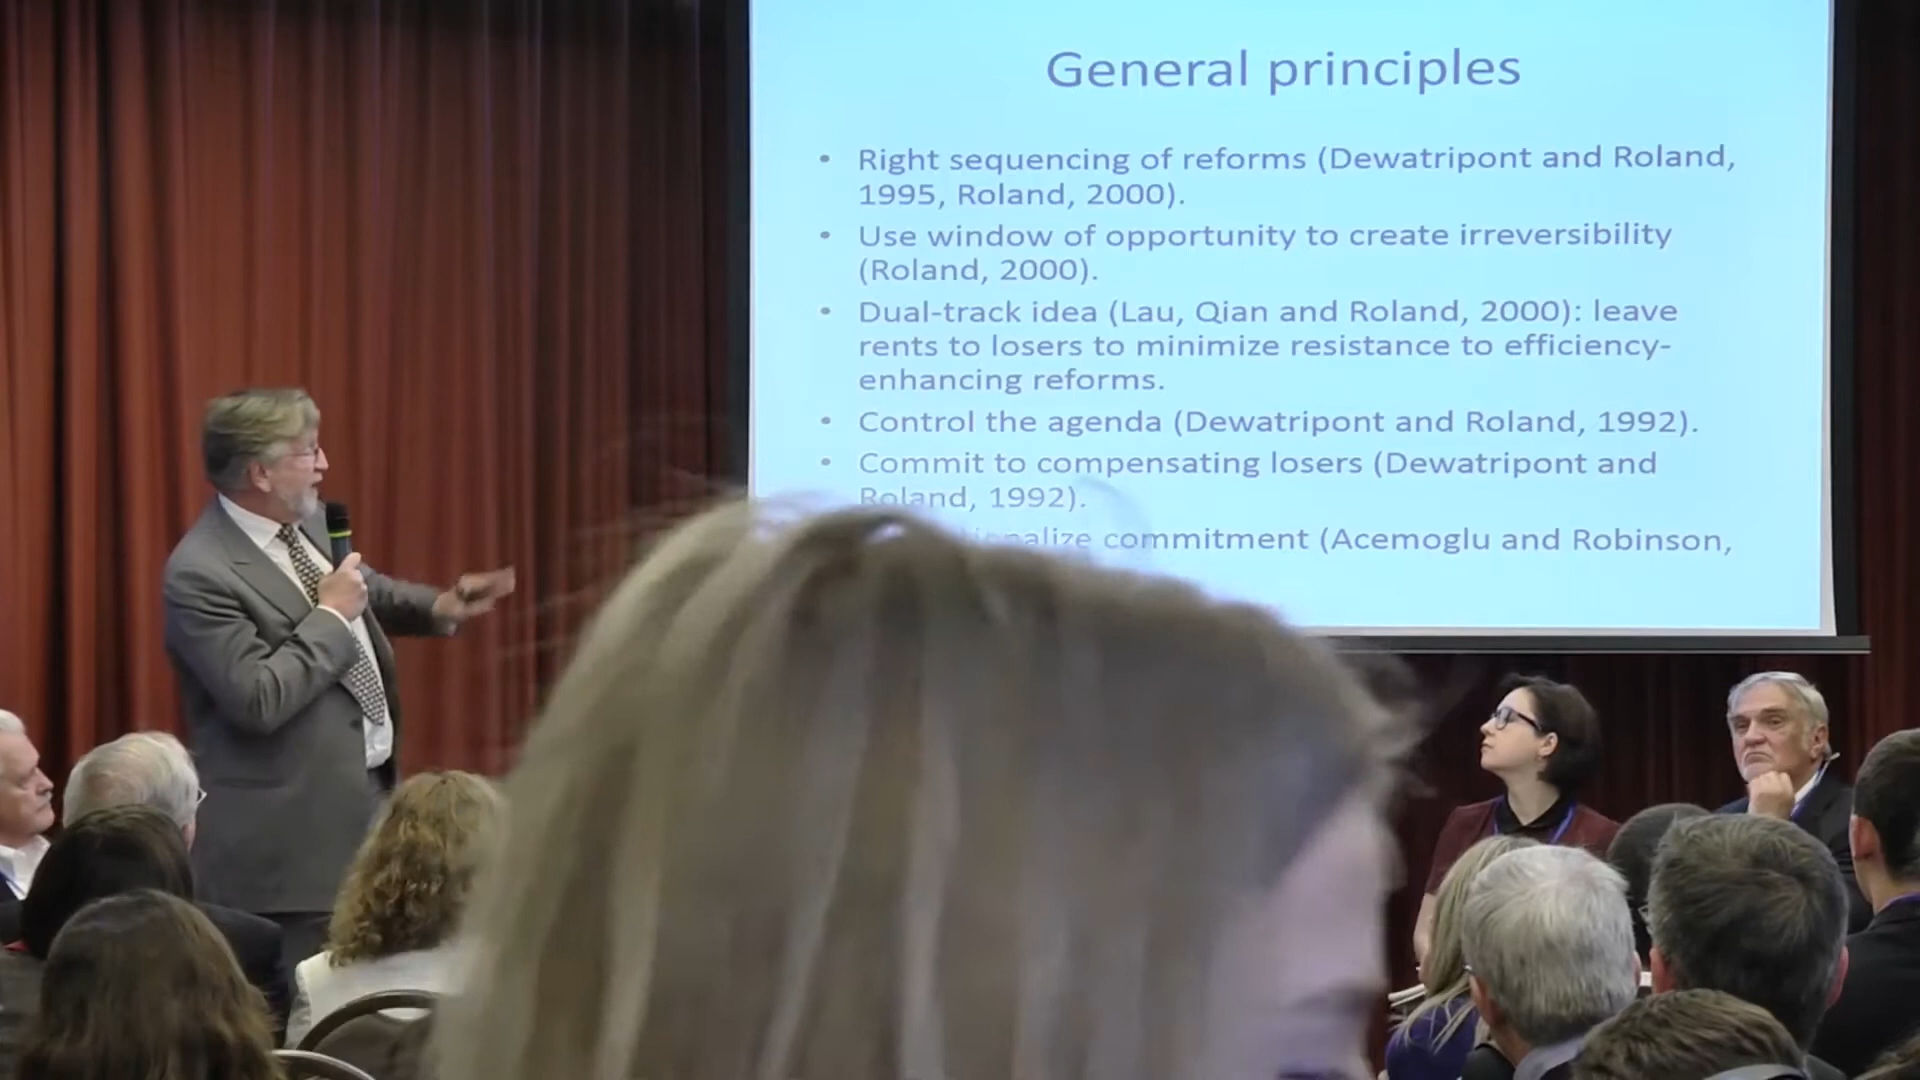 General principles
• Right sequencing of reforms (Dewatripont and Roland,
1995, Roland, 2000).
• Use window of opportunity to create irreversibility
(Roland, 2000).
• Dual-track idea (Lau, Qian and Roland, 2000): leave
rents to losers to minimize resistance to efficiency-
enhancing reforms.
• Control the agenda (Dewatripont and Roland, 1992).
• Commit to compensating losers (Dewatripont and
Roland, 1992).
commitment (Acemoglu and Robinson,